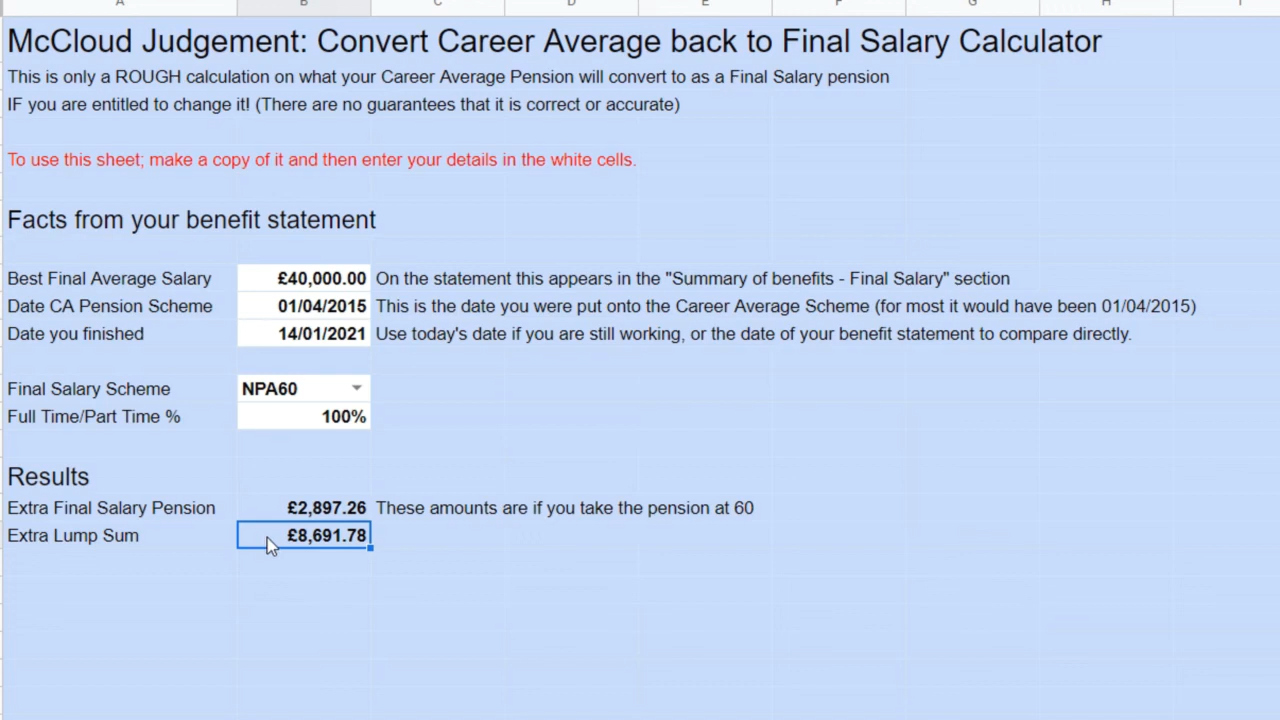 A B C D E F G H I
McCloud Judgement: Convert Career Average back to Final Salary Calculator
This is only a ROUGH calculation on what your Career Average Pension will convert to as a Final Salary pension
IF you are entitled to change it! (There are no guarantees that it is correct or accurate)
To use this sheet; make a copy of it and then enter your details in the white cells.
Facts from your benefit statement
Best Final Average Salary £40,000.00 On the statement this appears in the "Summary of benefits - Final Salary" section
Date CA Pension Scheme 01/04/2015 This is the date you were put onto the Career Average Scheme (for most it would have been 01/04/2015)
Date you finished 14/01/2021 Use today's date if you are still working, or the date of your benefit statement to compare directly.
Final Salary Scheme NPA60
Full Time/Part Time % 100%
Results
Extra Final Salary Pension £2,897.26 These amounts are if you take the pension at 60
Extra Lump Sum £8,691.78